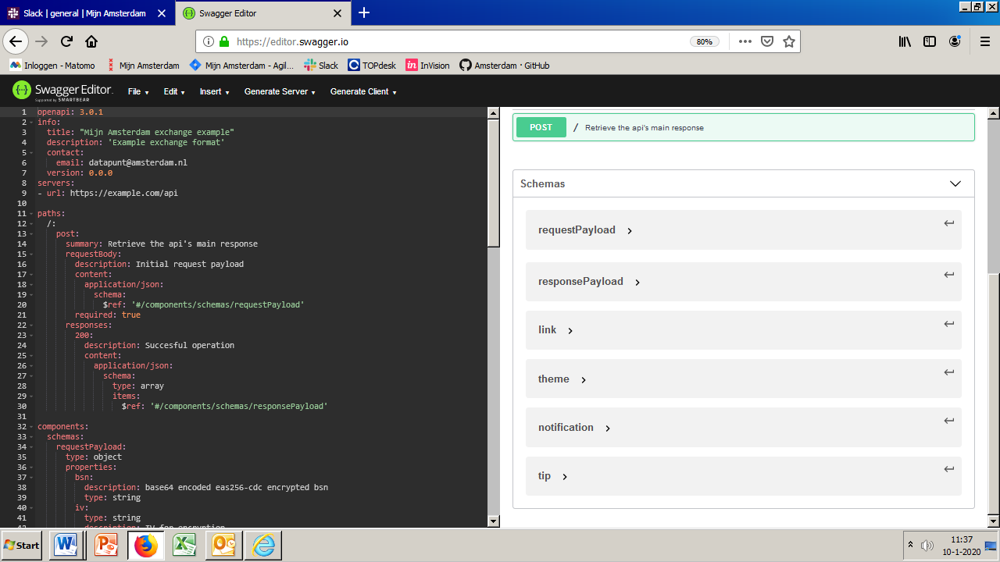 Slack | general | Mijn Amsterdam
Swagger Editor
https://editor.swagger.io
80%
Inloggen - Matomo
Mijn Amsterdam
Mijn Amsterdam - Agil...
Slack
TOPdesk
in InVision
Amsterdam · GitHub
Swagger Editor.
Supported by SMARTBEAR
File
Edit
Insert
Generate Server
Generate Client
1 openapi: 3.0.1
2 info:
3 title: "Mijn Amsterdam exchange example"
4 description: 'Example exchange format'
5 contact:
6 email: datapunt@amsterdam.nl
7 version: 0.0.0
8 servers:
9 - url: https://example.com/api
10
11 paths:
12 /:
13 post:
14 summary: Retrieve the api's main response
15 requestBody:
16 description: Initial request payload
17 content:
18 application/json:
19 schema:
20 $ref: '#/components/schemas/requestPayload'
21 required: true
22 responses:
23 200:
24 description: Succesful operation
25 content:
26 application/json:
27 schema:
28 type: array
29 items:
30 $ref: '#/components/schemas/responsePayload'
31
32 components:
33 schemas:
34 requestPayload:
35 type: object
36 properties:
37 bsn:
38 description: base64 encoded eas256-cdc encrypted bsn
39 type: string
40 iv:
41 type: string
42 description: IV for encryption
POST / Retrieve the api's main response
Schemas
requestPayload
responsePayload
link
theme
notification
tip
Start
11:37
10-1-2020